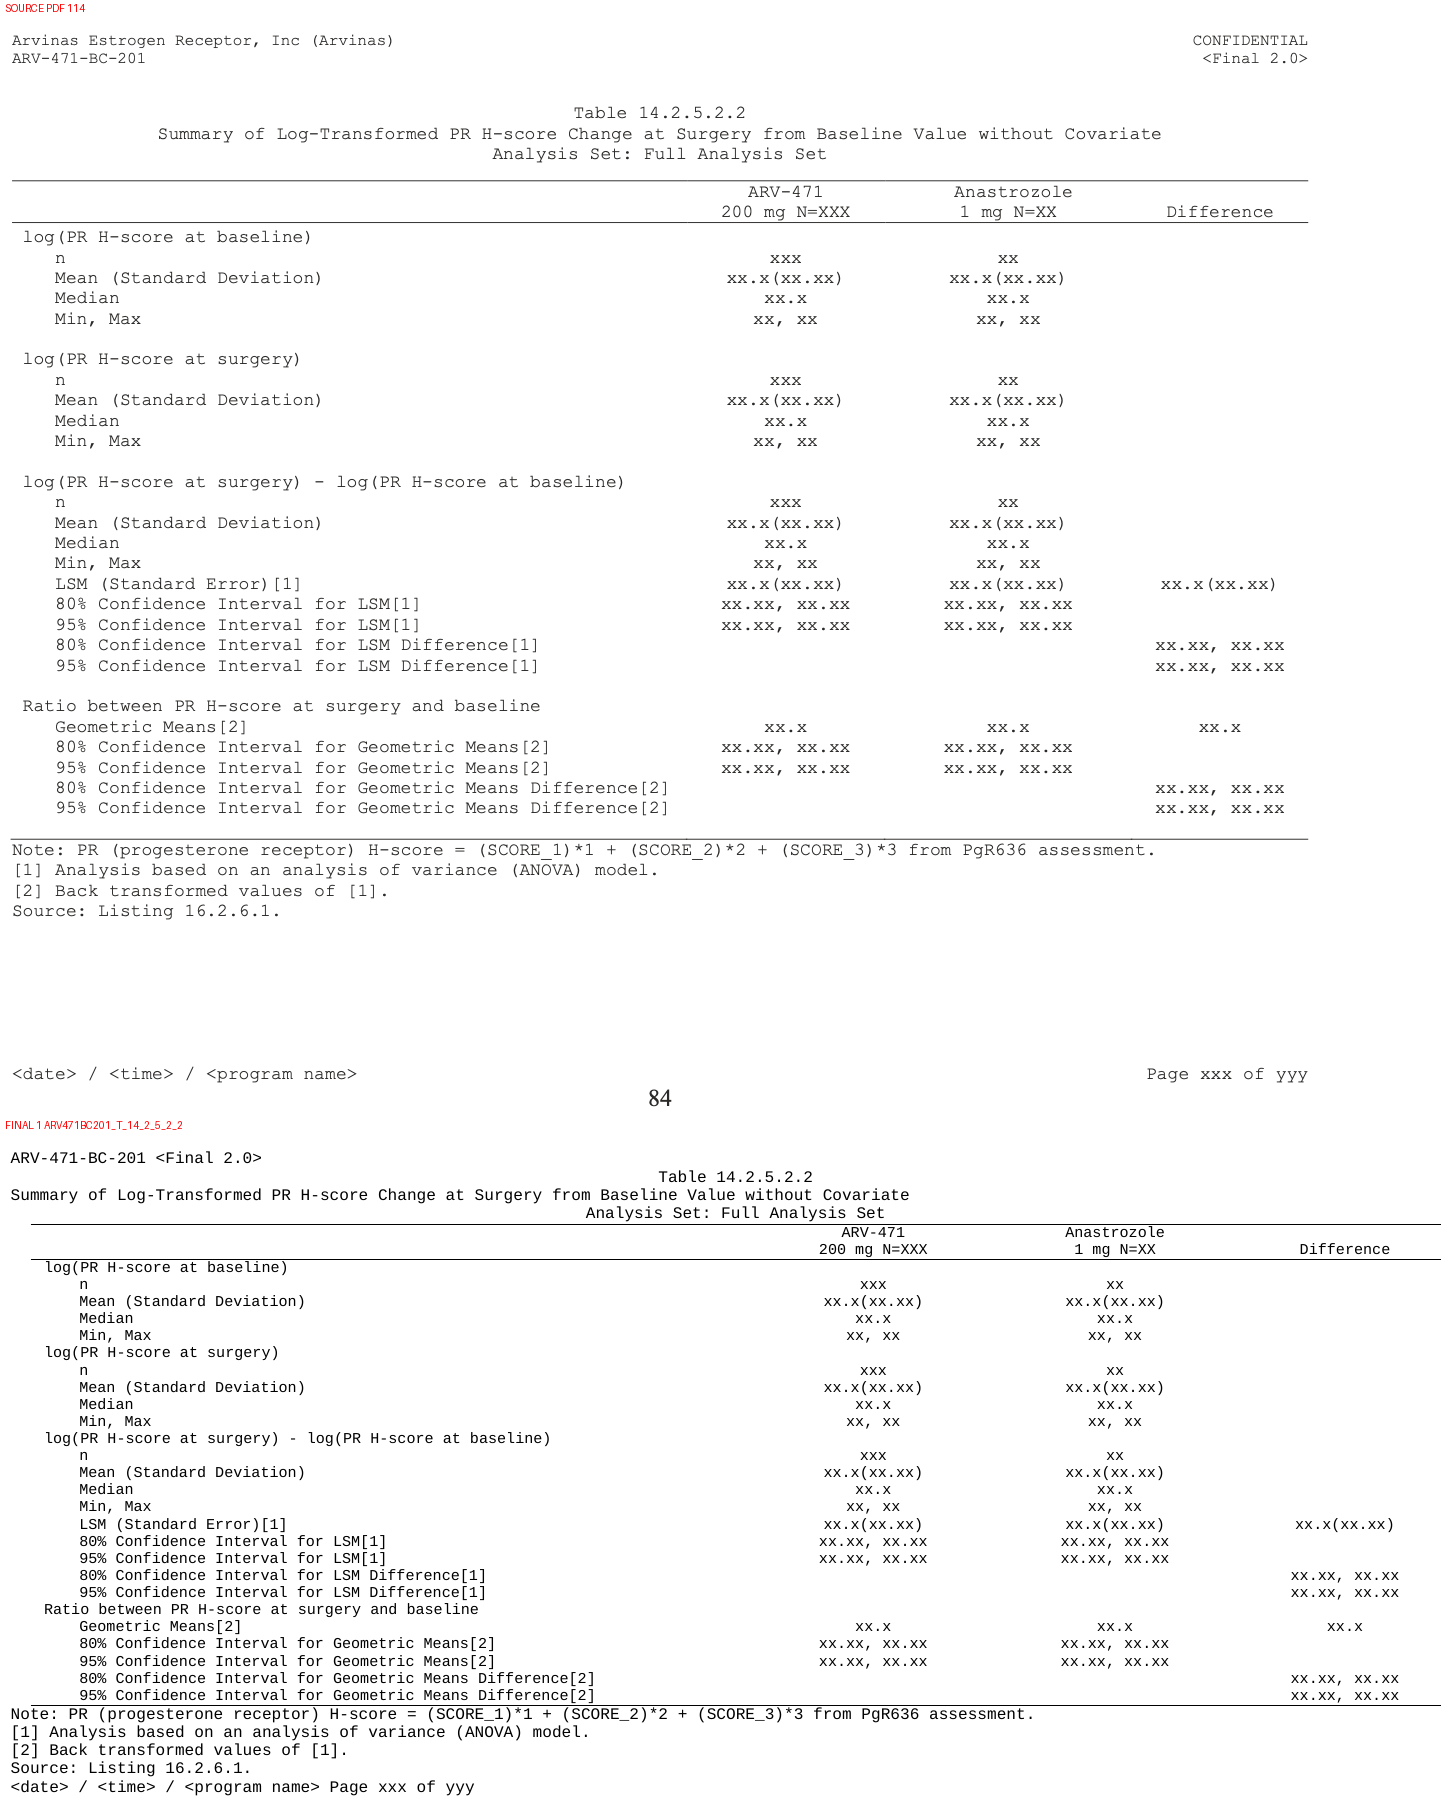 SOURCE PDF 114
Arvinas Estrogen Receptor, Inc (Arvinas) CONFIDENTIAL
ARV-471-BC-201 <Final 2.0>
Table 14.2.5.2.2
Summary of Log-Transformed PR H-score Change at Surgery from Baseline Value without Covariate
Analysis Set: Full Analysis Set
ARV-471 Anastrozole
200 mg N=XXX 1 mg N=XX Difference
log(PR H-score at baseline)
n xxx xx
Mean (Standard Deviation) xx.x(xx.xx) xx.x(xx.xx)
Median xx.x xx.x
Min, Max xx, xx xx, xx
log(PR H-score at surgery)
n xxx xx
Mean (Standard Deviation) xx.x(xx.xx) xx.x(xx.xx)
Median xx.x xx.x
Min, Max xx, xx xx, xx
log(PR H-score at surgery) - log(PR H-score at baseline)
n xxx xx
Mean (Standard Deviation) xx.x(xx.xx) xx.x(xx.xx)
Median xx.x xx.x
Min, Max xx, xx xx, xx
LSM (Standard Error)[1] xx.x(xx.xx) xx.x(xx.xx) xx.x(xx.xx)
80% Confidence Interval for LSM[1] xx.xx, xx.xx xx.xx, xx.xx
95% Confidence Interval for LSM[1] xx.xx, xx.xx xx.xx, xx.xx
80% Confidence Interval for LSM Difference[1] xx.xx, xx.xx
95% Confidence Interval for LSM Difference[1] xx.xx, xx.xx
Ratio between PR H-score at surgery and baseline
Geometric Means[2] xx.x xx.x xx.x
80% Confidence Interval for Geometric Means[2] xx.xx, xx.xx xx.xx, xx.xx
95% Confidence Interval for Geometric Means[2] xx.xx, xx.xx xx.xx, xx.xx
80% Confidence Interval for Geometric Means Difference[2] xx.xx, xx.xx
95% Confidence Interval for Geometric Means Difference[2] xx.xx, xx.xx
Note: PR (progesterone receptor) H-score = (SCORE_1)*1 + (SCORE_2)*2 + (SCORE_3)*3 from PgR636 assessment.
[1] Analysis based on an analysis of variance (ANOVA) model.
[2] Back transformed values of [1].
Source: Listing 16.2.6.1.
<date> / <time> / <program name> Page xxx of yyy
84
FINAL 1 ARV471BC201_T_14_2_5_2_2
ARV-471-BC-201 <Final 2.0>
Table 14.2.5.2.2
Summary of Log-Transformed PR H-score Change at Surgery from Baseline Value without Covariate
Analysis Set: Full Analysis Set
ARV-471 Anastrozole
200 mg N=XXX 1 mg N=XX Difference
log(PR H-score at baseline)
n xxx xx
Mean (Standard Deviation) xx.x(xx.xx) xx.x(xx.xx)
Median xx.x xx.x
Min, Max xx, xx xx, xx
log(PR H-score at surgery)
n xxx xx
Mean (Standard Deviation) xx.x(xx.xx) xx.x(xx.xx)
Median xx.x xx.x
Min, Max xx, xx xx, xx
log(PR H-score at surgery) - log(PR H-score at baseline)
n xxx xx
Mean (Standard Deviation) xx.x(xx.xx) xx.x(xx.xx)
Median xx.x xx.x
Min, Max xx, xx xx, xx
LSM (Standard Error)[1] xx.x(xx.xx) xx.x(xx.xx) xx.x(xx.xx)
80% Confidence Interval for LSM[1] xx.xx, xx.xx xx.xx, xx.xx
95% Confidence Interval for LSM[1] xx.xx, xx.xx xx.xx, xx.xx
80% Confidence Interval for LSM Difference[1] xx.xx, xx.xx
95% Confidence Interval for LSM Difference[1] xx.xx, xx.xx
Ratio between PR H-score at surgery and baseline
Geometric Means[2] xx.x xx.x xx.x
80% Confidence Interval for Geometric Means[2] xx.xx, xx.xx xx.xx, xx.xx
95% Confidence Interval for Geometric Means[2] xx.xx, xx.xx xx.xx, xx.xx
80% Confidence Interval for Geometric Means Difference[2] xx.xx, xx.xx
95% Confidence Interval for Geometric Means Difference[2] xx.xx, xx.xx
Note: PR (progesterone receptor) H-score = (SCORE_1)*1 + (SCORE_2)*2 + (SCORE_3)*3 from PgR636 assessment.
[1] Analysis based on an analysis of variance (ANOVA) model.
[2] Back transformed values of [1].
Source: Listing 16.2.6.1.
<date> / <time> / <program name> Page xxx of yyy